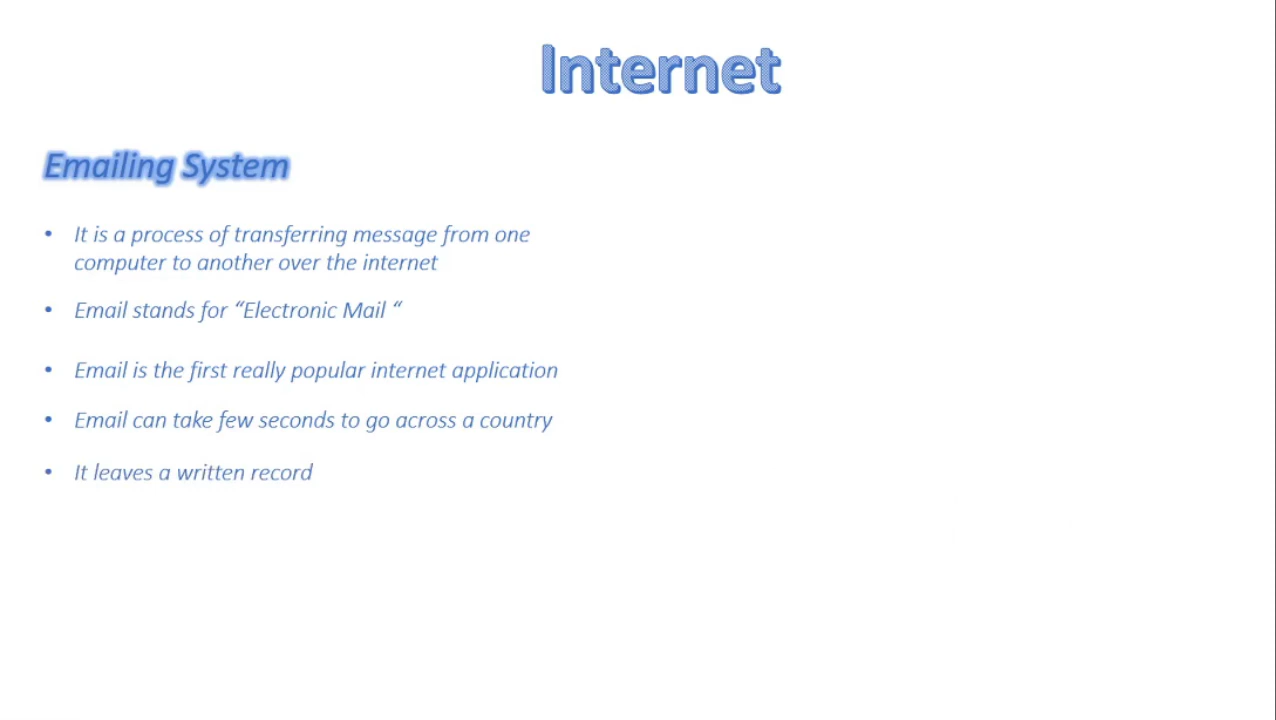 Internet
Emailing System
• It is a process of transferring message from one
computer to another over the internet
• Email stands for “Electronic Mail “
• Email is the first really popular internet application
• Email can take few seconds to go across a country
• It leaves a written record